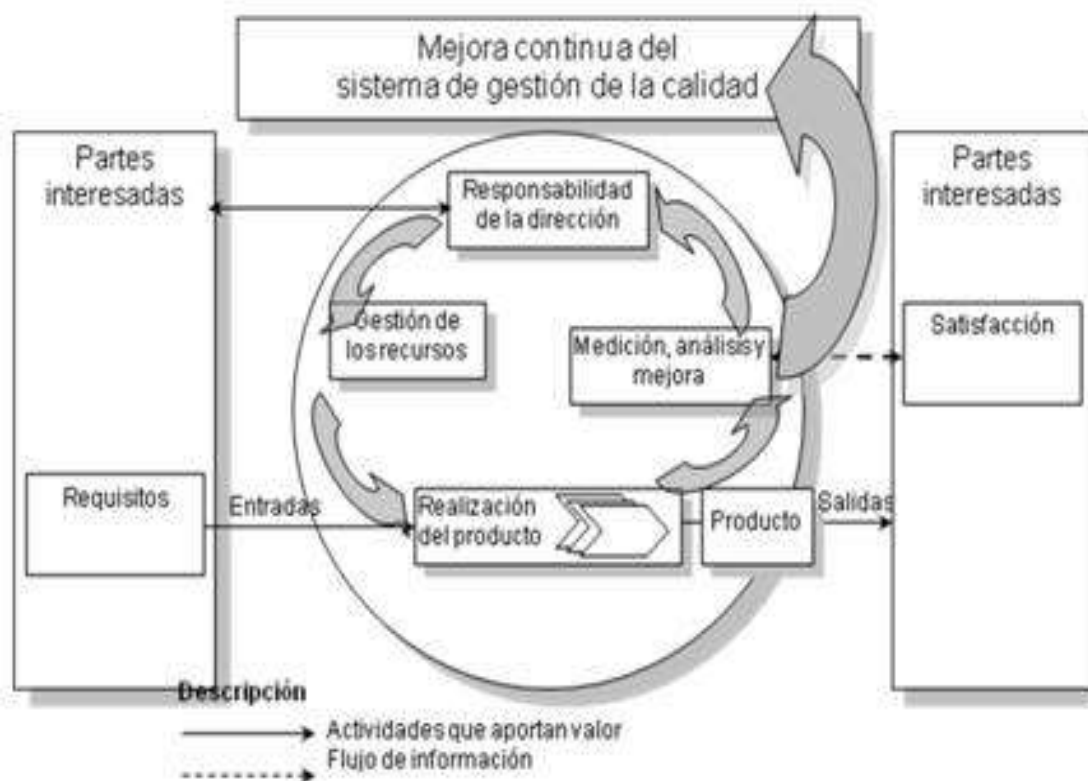 Mejora continua del
sistema de gestión de la calidad
Partes
interesadas
Responsabilidad
de la dirección
Partes
interesadas
Gestión de
los recursos
Medición, análisis y
mejora
Satisfacción
Requisitos
Entradas
Realización
del producto
Producto
Salidas
Descripción
Actividades que aportan valor
Flujo de información